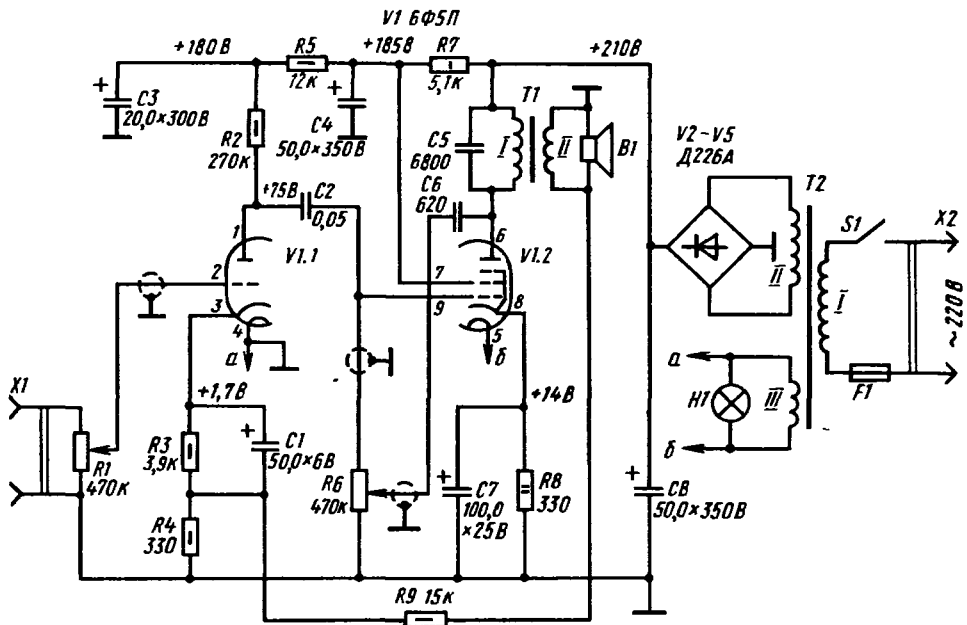 V1 6Ф5П
+180В
R5
12к
+185В
R7
5,1к
+210В
+
C3
20,0×300В
R2
270к
+
C4
50,0×350В
C5
6800
I
T1
II
B1
V2~V5
Д226А
T2
+75В
C2
0,05
C6
620
S1
X2
1
2
3
4
V1.1
6
7
9
8
5
V1.2
II
I
~220В
а
б
а
б
H1
III
F1
X1
+1,7В
+14В
R1
470к
R3
3,9к
+
C1
50,0×6В
R4
330
R6
470к
+
C7
100,0
×25В
R8
330
+
C8
50,0×350В
R9 15к